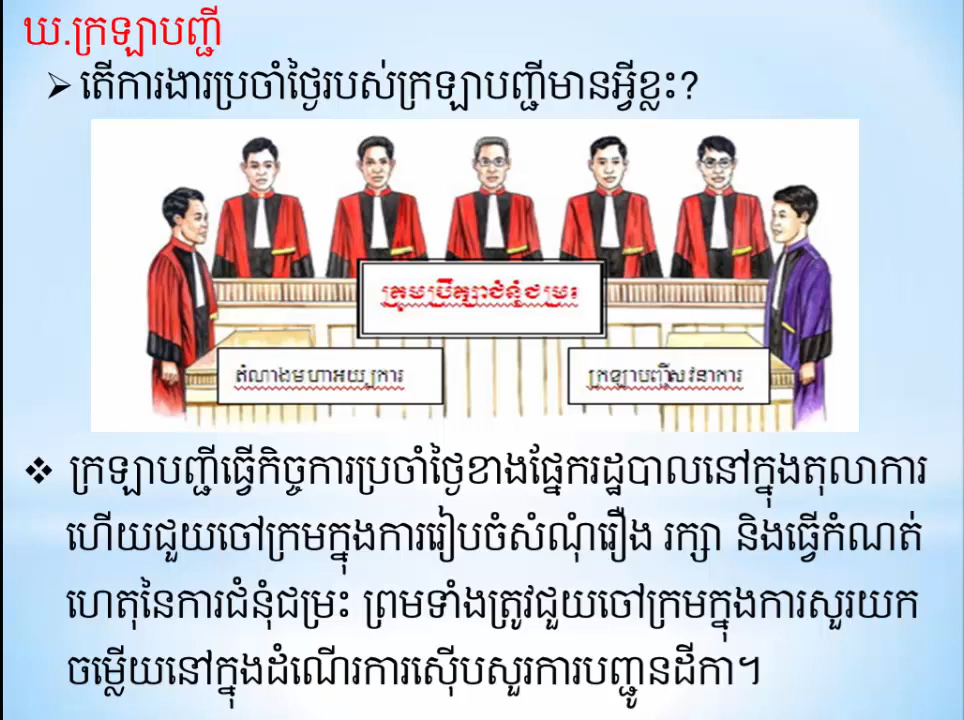 ឃ.ក្រឡាបញ្ជី
➢ តើការងារប្រចាំថ្ងៃរបស់ក្រឡាបញ្ជីមានអ្វីខ្លះ?
ក្រុមប្រឹក្សាជំនុំជម្រះ
តំណាងមហាអយ្យការ
ក្រឡាបញ្ជីសវនាការ
❖ ក្រឡាបញ្ជីធ្វើកិច្ចការប្រចាំថ្ងៃខាងផ្នែករដ្ឋបាលនៅក្នុងតុលាការ
ហើយជួយចៅក្រមក្នុងការរៀបចំសំណុំរឿង រក្សា និងធ្វើកំណត់
ហេតុនៃការជំនុំជម្រះ ព្រមទាំងត្រូវជួយចៅក្រមក្នុងការសួរយក
ចម្លើយនៅក្នុងដំណើរការស៊ើបសួរការបញ្ជូនដីកា។